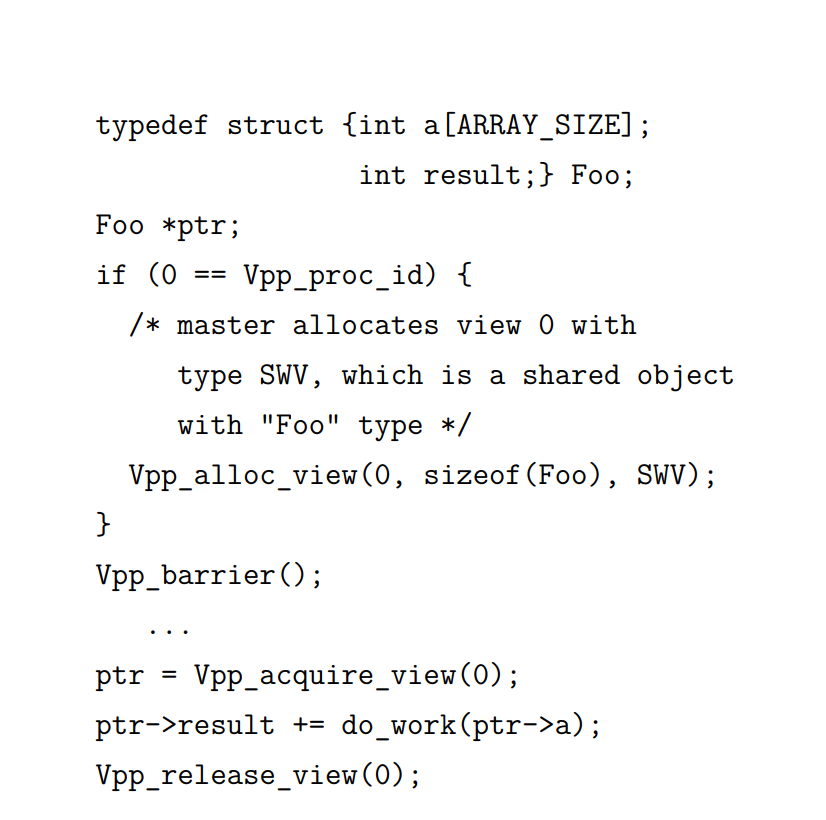 typedef struct {int a[ARRAY_SIZE];
int result;} Foo;
Foo *ptr;
if (0 == Vpp_proc_id) {
/* master allocates view 0 with
type SWV, which is a shared object
with "Foo" type */
Vpp_alloc_view(0, sizeof(Foo), SWV);
}
Vpp_barrier();
...
ptr = Vpp_acquire_view(0);
ptr->result += do_work(ptr->a);
Vpp_release_view(0);